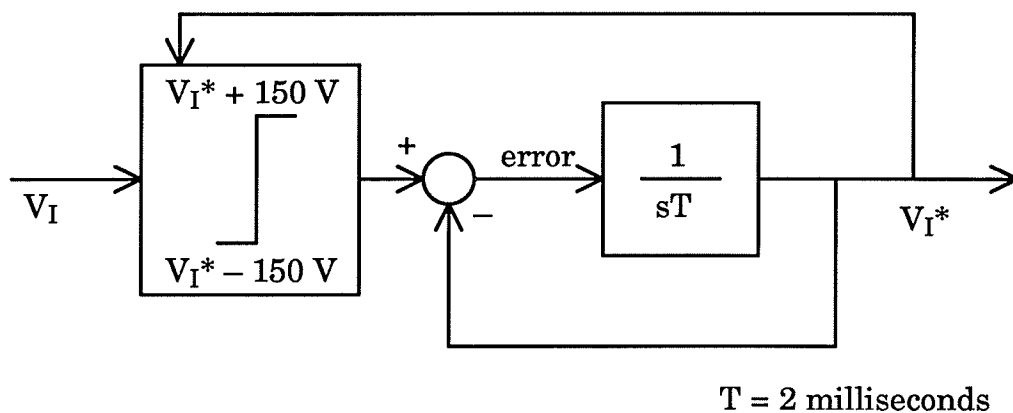 V_I* + 150 V
V_I* – 150 V
V_I
+
–
error
1
sT
V_I*
T = 2 milliseconds